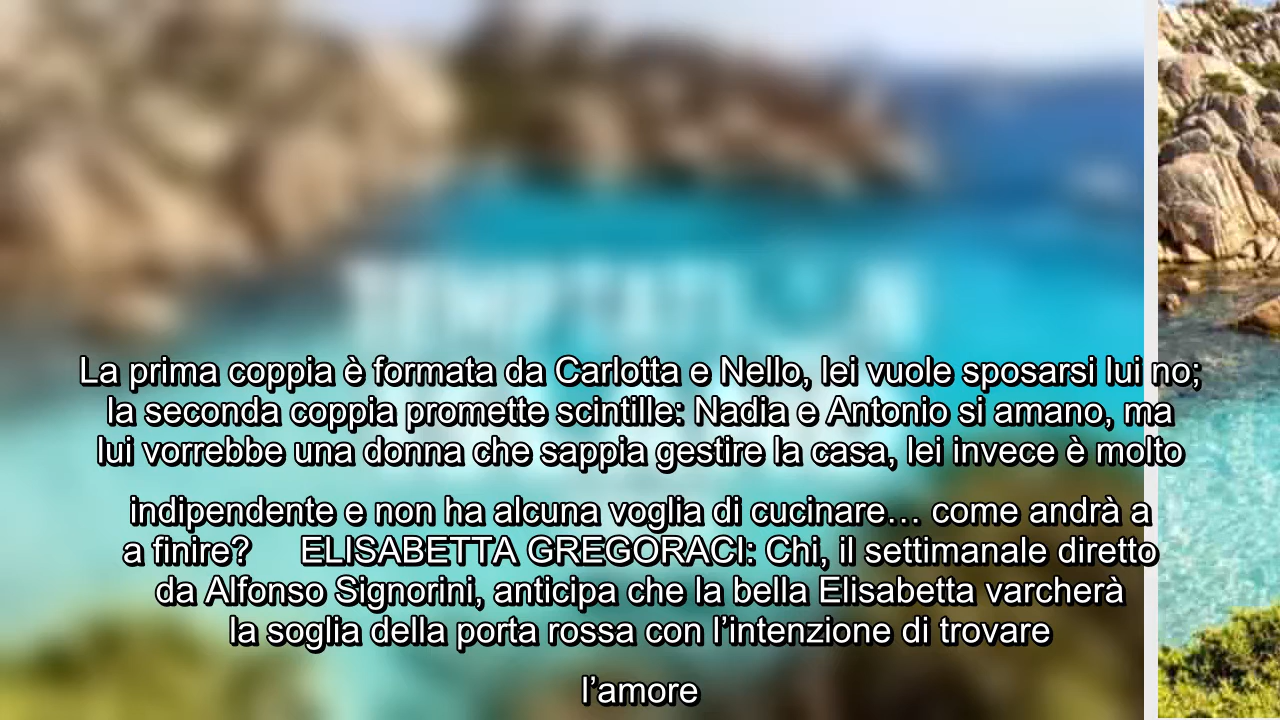 TEMPTATION
La prima coppia è formata da Carlotta e Nello, lei vuole sposarsi lui no;
la seconda coppia promette scintille: Nadia e Antonio si amano, ma
lui vorrebbe una donna che sappia gestire la casa, lei invece è molto
indipendente e non ha alcuna voglia di cucinare… come andrà a
a finire? ELISABETTA GREGORACI: Chi, il settimanale diretto
da Alfonso Signorini, anticipa che la bella Elisabetta varcherà
la soglia della porta rossa con l’intenzione di trovare
l’amore